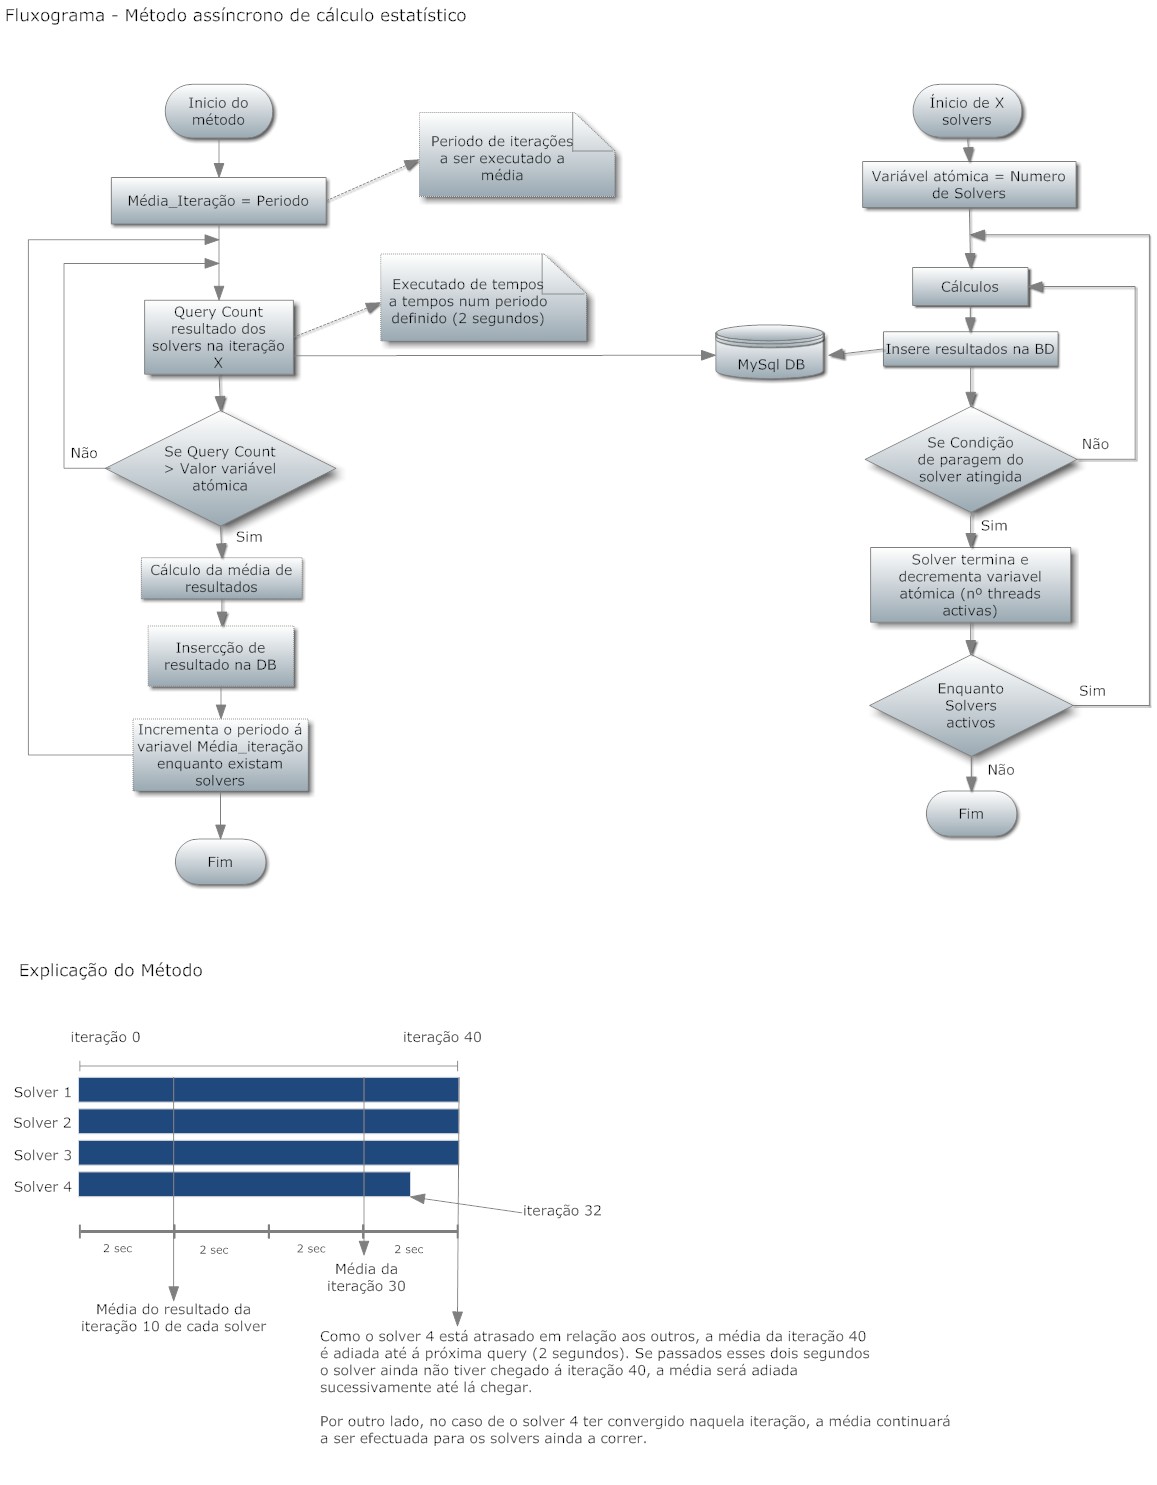 Fluxograma - Método assíncrono de cálculo estatístico
Inicio do
método
Média_Iteração = Periodo
Periodo de iterações
a ser executado a
média
Query Count
resultado dos
solvers na iteração
X
Executado de tempos
a tempos num periodo
definido (2 segundos)
MySql DB
Se Query Count
> Valor variável
atómica
Não
Sim
Cálculo da média de
resultados
Insercção de
resultado na DB
Incrementa o periodo á
variavel Média_iteração
enquanto existam
solvers
Fim
Ínicio de X
solvers
Variável atómica = Numero
de Solvers
Cálculos
Insere resultados na BD
Se Condição
de paragem do
solver atingida
Não
Sim
Solver termina e
decrementa variavel
atómica (nº threads
activas)
Enquanto
Solvers
activos
Sim
Não
Fim
Explicação do Método
iteração 0
iteração 40
Solver 1
Solver 2
Solver 3
Solver 4
iteração 32
2 sec
2 sec
2 sec
2 sec
Média da
iteração 30
Média do resultado da
iteração 10 de cada solver
Como o solver 4 está atrasado em relação aos outros, a média da iteração 40
é adiada até á próxima query (2 segundos). Se passados esses dois segundos
o solver ainda não tiver chegado á iteração 40, a média será adiada
sucessivamente até lá chegar.
Por outro lado, no caso de o solver 4 ter convergido naquela iteração, a média continuará
a ser efectuada para os solvers ainda a correr.